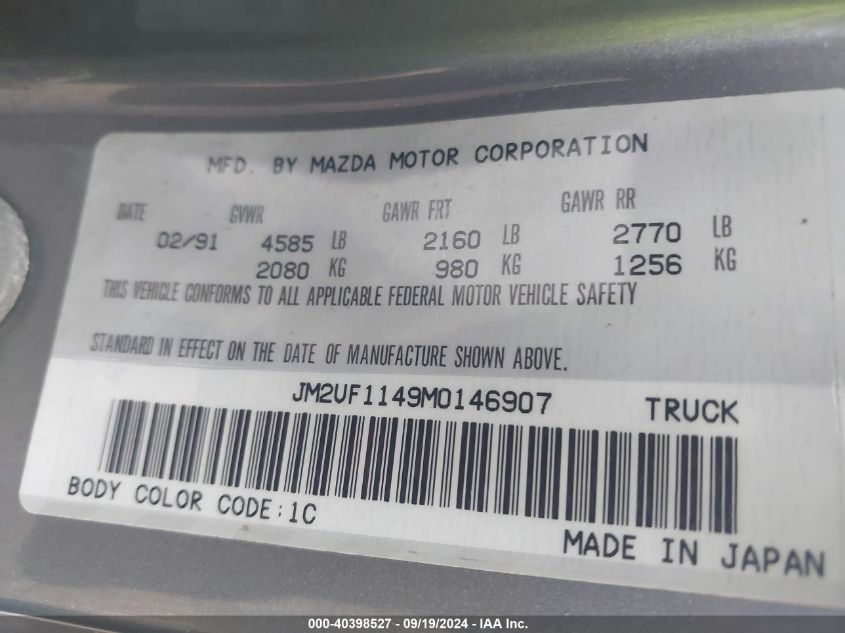 MFD. BY MAZDA MOTOR CORPORATION
DATE GVWR GAWR FRT GAWR RR
02/91 4585 LB 2160 LB 2770 LB
2080 KG 980 KG 1256 KG
THIS VEHICLE CONFORMS TO ALL APPLICABLE FEDERAL MOTOR VEHICLE SAFETY
STANDARD IN EFFECT ON THE DATE OF MANUFACTURE SHOWN ABOVE.
JM2UF1149M0146907 TRUCK
BODY COLOR CODE:1C
MADE IN JAPAN
000-40398527 - 09/19/2024 - IAA Inc.